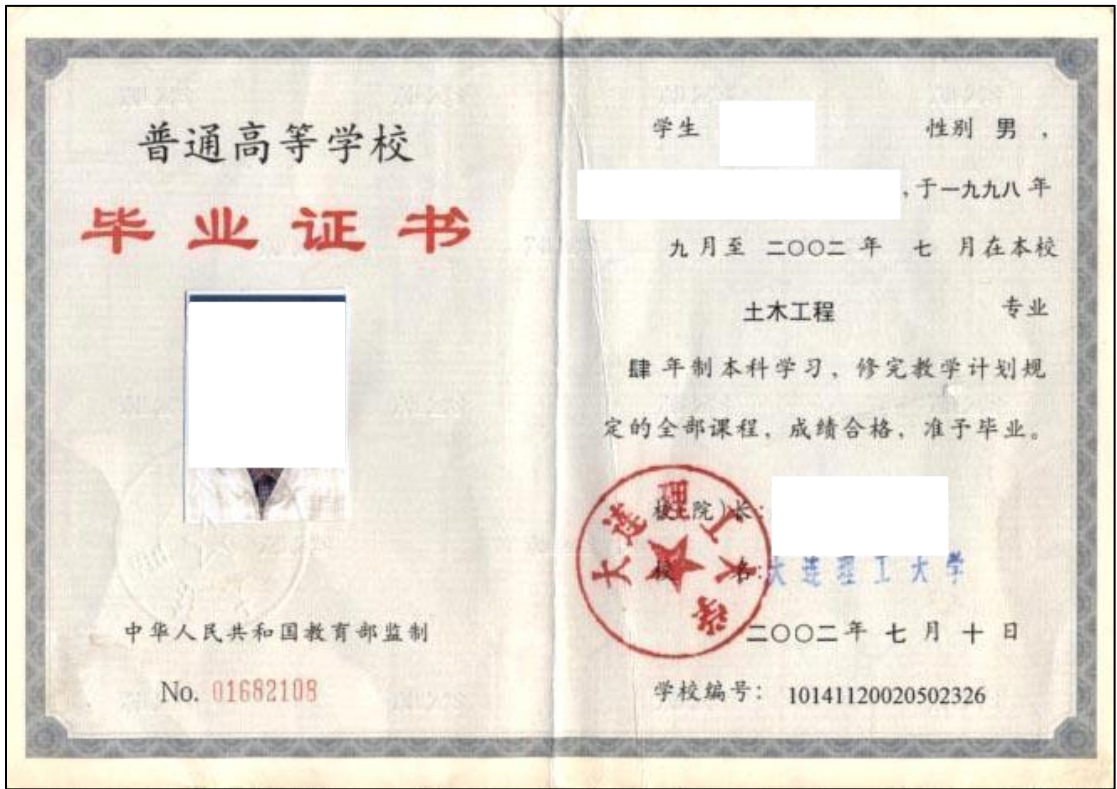 普通高等学校
毕业证书
中华人民共和国教育部监制
No. 01682108
学生 性别 男 ，
，于一九九八年
九月至 二〇〇二 年 七 月在本校
土木工程 专业
肆 年制本科学习，修完教学计划规
定的全部课程，成绩合格，准予毕业。
校（院）长：
校 名：大连理工大学
大连理工大学
二〇〇二年 七 月 十 日
学校编号： 10141120020502326